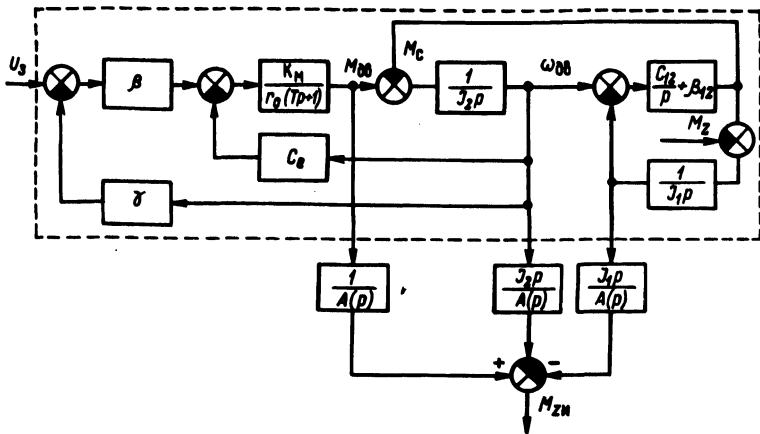 U₃ β K_M / r_0(Tp+1) M_дв M_C 1 / J₂p ω_дв C₁₂ / p + β₁₂
M_Z
C_e 1 / J₁p
γ
1 / A(p) J₂p / A(p) J₁p / A(p)
+ −
M_ZИ